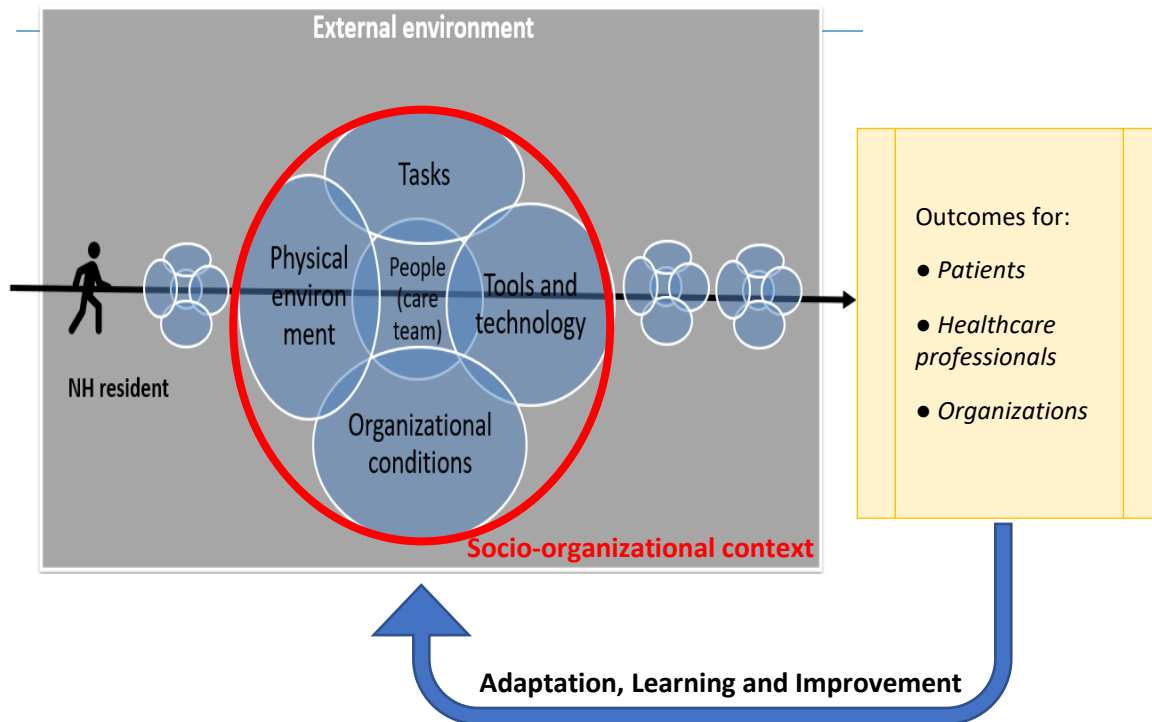 External environment
Tasks
Physical
environ
ment
People
(care
team)
Tools and
technology
NH resident
Organizational
conditions
Socio-organizational context
Outcomes for:
● Patients
● Healthcare
professionals
● Organizations
Adaptation, Learning and Improvement